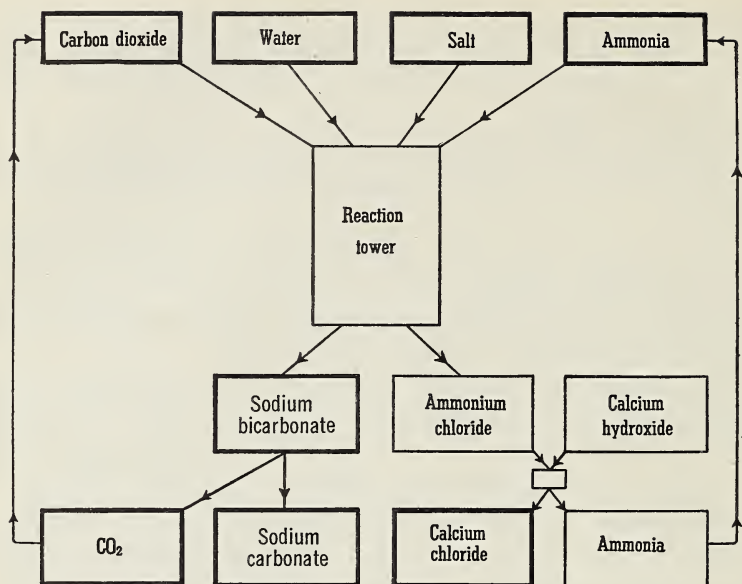 Carbon dioxide
Water
Salt
Ammonia
Reaction
tower
Sodium
bicarbonate
Ammonium
chloride
Calcium
hydroxide
CO₂
Sodium
carbonate
Calcium
chloride
Ammonia